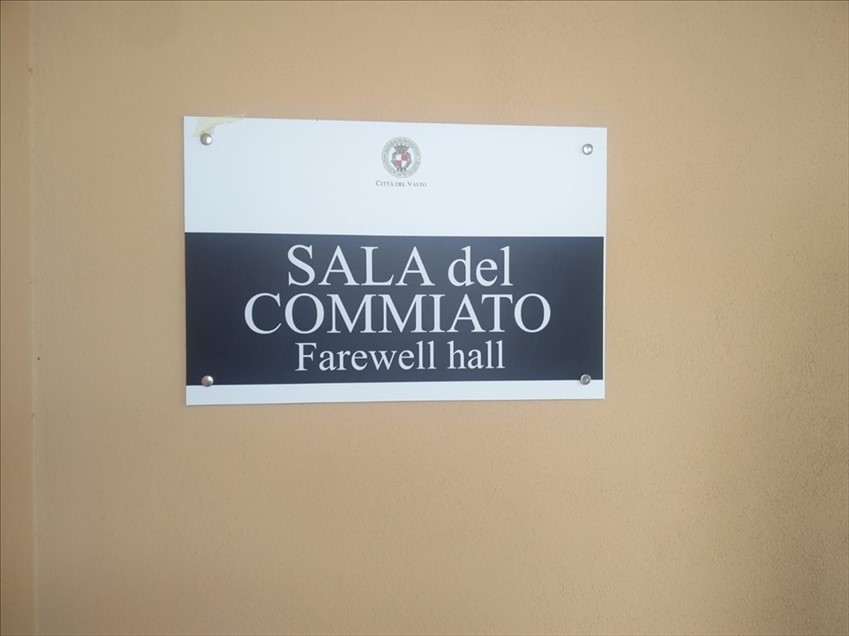 CITTÀ DEL VASTO
SALA del
COMMIATO
Farewell hall